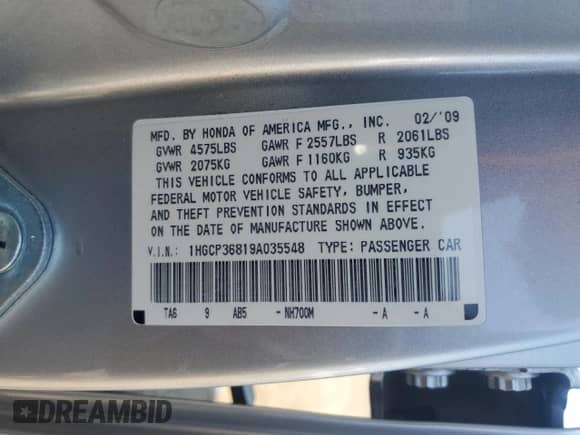 MFD. BY HONDA OF AMERICA MFG., INC. 02/'09
GVWR 4575LBS GAWR F 2557LBS R 2061LBS
GVWR 2075KG GAWR F 1160KG R 935KG
THIS VEHICLE CONFORMS TO ALL APPLICABLE
FEDERAL MOTOR VEHICLE SAFETY, BUMPER,
AND THEFT PREVENTION STANDARDS IN EFFECT
ON THE DATE OF MANUFACTURE SHOWN ABOVE.
V.I.N.: 1HGCP36819A035548 TYPE: PASSENGER CAR
TA6 9 AB5 - NH700M - A - A
DREAMBID